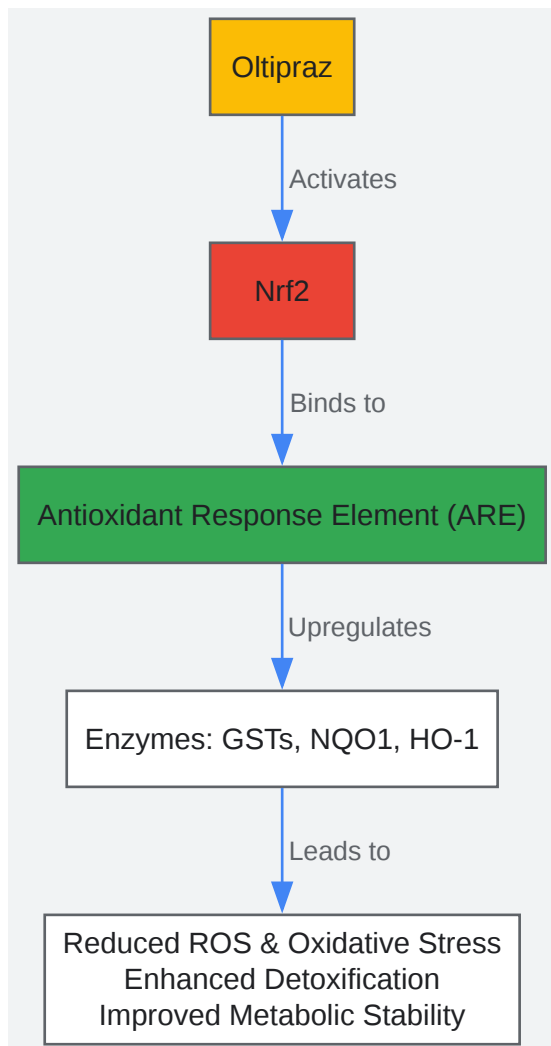 Oltipraz
Activates
Nrf2
Binds to
Antioxidant Response Element (ARE)
Upregulates
Enzymes: GSTs, NQO1, HO-1
Leads to
Reduced ROS & Oxidative Stress
Enhanced Detoxification
Improved Metabolic Stability